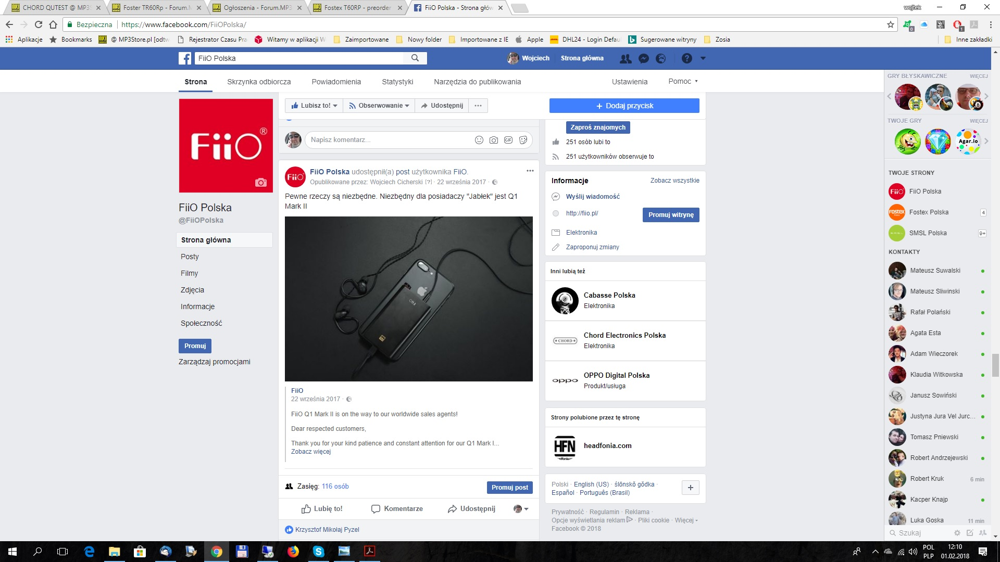 CHORD QUTEST @ MP3S
Foster TR60Rp - Forum.M
Ogłoszenia - Forum.MP3
Fostex T60RP - preorder
FiiO Polska - Strona głów
wojtek
Bezpieczna
https://www.facebook.com/FiiOPolska/
Aplikacje
Bookmarks
@ MP3Store.pl [odtw
Rejestrator Czasu Pra
Witamy w aplikacji W
Zaimportowane
Nowy folder
Importowane z IE
Apple
DHL24 - Login Defau
Sugerowane witryny
Zosia
Inne zakładki
FiiO Polska
Wojciech
Strona główna
Strona
Skrzynka odbiorcza
Powiadomienia
Statystyki
Narzędzia do publikowania
Ustawienia
Pomoc
FiiO®
FiiO Polska
@FiiOPolska
Strona główna
Posty
Filmy
Zdjęcia
Informacje
Społeczność
Promuj
Zarządzaj promocjami
Lubisz to!
Obserwowanie
Udostępnij
+ Dodaj przycisk
Napisz komentarz...
GIF
FiiO
FiiO Polska udostępnił(a) post użytkownika FiiO.
Opublikowane przez: Wojciech Cicherski [?] · 22 września 2017 ·
Pewne rzeczy są niezbędne. Niezbędny dla posiadaczy "Jabłek" jest Q1
Mark II
FiiO
22 września 2017 ·
FiiO Q1 Mark II is on the way to our worldwide sales agents!
Dear respected customers,
Thank you for your kind patience and constant attention for our Q1 Mark I...
Zobacz więcej
Zasięg: 116 osób
Promuj post
Lubię to!
Komentarze
Udostępnij
Krzysztof Mikołaj Pyzel
Zaproś znajomych
251 osób lubi to
251 użytkowników obserwuje to
Informacje
Zobacz wszystkie
Wyślij wiadomość
http://fiio.pl/
Promuj witrynę
Elektronika
Zaproponuj zmiany
Inni lubią też
Cabasse Polska
Elektronika
CHORD
Chord Electronics Polska
Elektronika
oppo
OPPO Digital Polska
Produkt/usługa
Strony polubione przez tę stronę
HFN
headfonia.com
Polski · English (US) · ślōnskŏ gŏdka ·
Español · Português (Brasil)
+
Prywatność · Regulamin · Reklama ·
Opcje wyświetlania reklam · Pliki cookie · Więcej
Facebook © 2018
GRY BŁYSKAWICZNE
WIĘCEJ
TWOJE GRY
WIĘCEJ
Agar.io
TWOJE STRONY
FiiO
FiiO Polska
FOSTEX
Fostex Polska
4
SMSL Polska
9+
KONTAKTY
Mateusz Suwalski
Mateusz Sliwinski
Rafał Polański
Agata Esta
Adam Wieczorek
Klaudia Witkowska
Janusz Sowiński
Justyna Jura Vel Jurc...
Tomasz Pniewski
Robert Andrzejewski
Robert Kruk
6 min
Kacper Knajp
Luka Goska
11 min
Szukaj
POL
PLP
12:10
01.02.2018